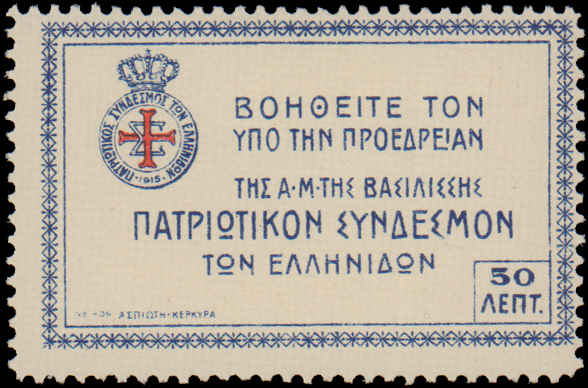 ΠΑΤΡΙΩΤΙΚΟΣ ΣΥΝΔΕΣΜΟΣ ΤΩΝ ΕΛΛΗΝΙΔΩΝ
·1915·
ΒΟΗΘΕΙΤΕ ΤΟΝ
ΥΠΟ ΤΗΝ ΠΡΟΕΔΡΕΙΑΝ
ΤΗΣ Α·Μ·ΤΗΣ ΒΑΣΙΛΙΣΣΗΣ
ΠΑΤΡΙΩΤΙΚΟΝ ΣΥΝΔΕΣΜΟΝ
ΤΩΝ ΕΛΛΗΝΙΔΩΝ
50
ΛΕΠΤ.
ΑΣΠΙΩΤΗ·ΚΕΡΚΥΡΑ